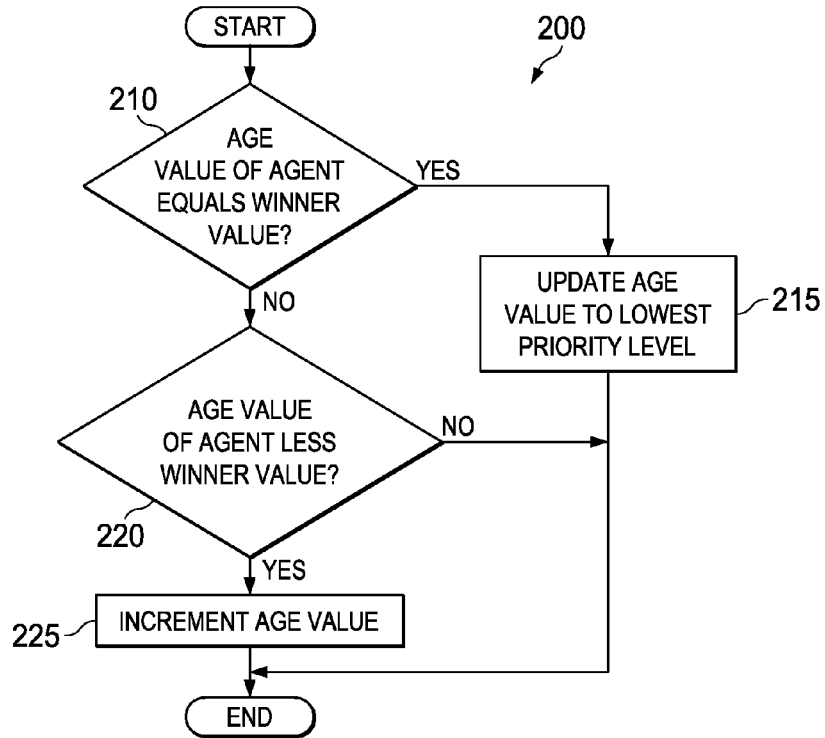 START
200
210
AGE
VALUE OF AGENT
EQUALS WINNER
VALUE?
YES
NO
UPDATE AGE
VALUE TO LOWEST
PRIORITY LEVEL
215
AGE VALUE
OF AGENT LESS
WINNER VALUE?
NO
220
YES
225
INCREMENT AGE VALUE
END